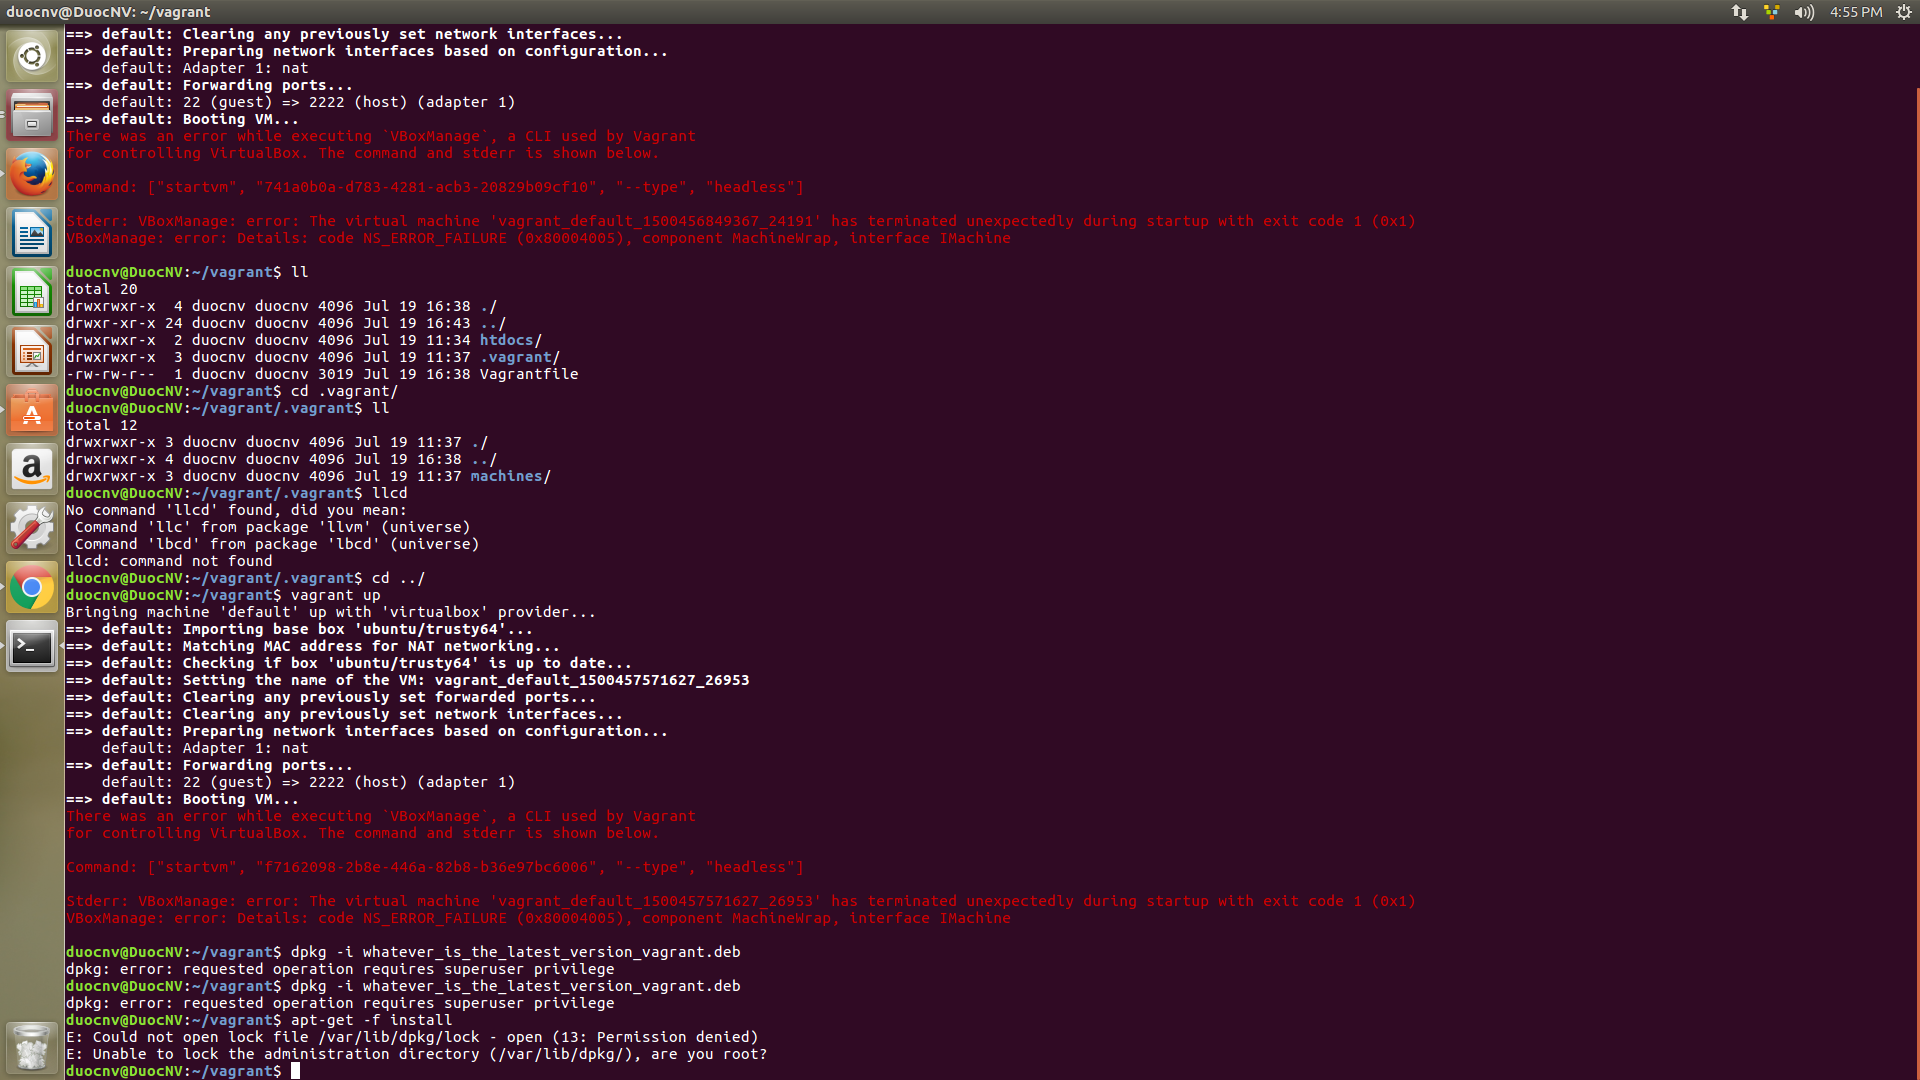 duocnv@DuocNV: ~/vagrant
4:55 PM
==> default: Clearing any previously set network interfaces...
==> default: Preparing network interfaces based on configuration...
    default: Adapter 1: nat
==> default: Forwarding ports...
    default: 22 (guest) => 2222 (host) (adapter 1)
==> default: Booting VM...
There was an error while executing `VBoxManage`, a CLI used by Vagrant
for controlling VirtualBox. The command and stderr is shown below.

Command: ["startvm", "741a0b0a-d783-4281-acb3-20829b09cf10", "--type", "headless"]

Stderr: VBoxManage: error: The virtual machine 'vagrant_default_1500456849367_24191' has terminated unexpectedly during startup with exit code 1 (0x1)
VBoxManage: error: Details: code NS_ERROR_FAILURE (0x80004005), component MachineWrap, interface IMachine

duocnv@DuocNV:~/vagrant$ ll
total 20
drwxrwxr-x  4 duocnv duocnv 4096 Jul 19 16:38 ./
drwxr-xr-x 24 duocnv duocnv 4096 Jul 19 16:43 ../
drwxrwxr-x  2 duocnv duocnv 4096 Jul 19 11:34 htdocs/
drwxrwxr-x  3 duocnv duocnv 4096 Jul 19 11:37 .vagrant/
-rw-rw-r--  1 duocnv duocnv 3019 Jul 19 16:38 Vagrantfile
duocnv@DuocNV:~/vagrant$ cd .vagrant/
duocnv@DuocNV:~/vagrant/.vagrant$ ll
total 12
drwxrwxr-x 3 duocnv duocnv 4096 Jul 19 11:37 ./
drwxrwxr-x 4 duocnv duocnv 4096 Jul 19 16:38 ../
drwxrwxr-x 3 duocnv duocnv 4096 Jul 19 11:37 machines/
duocnv@DuocNV:~/vagrant/.vagrant$ llcd
No command 'llcd' found, did you mean:
 Command 'llc' from package 'llvm' (universe)
 Command 'lbcd' from package 'lbcd' (universe)
llcd: command not found
duocnv@DuocNV:~/vagrant/.vagrant$ cd ../
duocnv@DuocNV:~/vagrant$ vagrant up
Bringing machine 'default' up with 'virtualbox' provider...
==> default: Importing base box 'ubuntu/trusty64'...
==> default: Matching MAC address for NAT networking...
==> default: Checking if box 'ubuntu/trusty64' is up to date...
==> default: Setting the name of the VM: vagrant_default_1500457571627_26953
==> default: Clearing any previously set forwarded ports...
==> default: Clearing any previously set network interfaces...
==> default: Preparing network interfaces based on configuration...
    default: Adapter 1: nat
==> default: Forwarding ports...
    default: 22 (guest) => 2222 (host) (adapter 1)
==> default: Booting VM...
There was an error while executing `VBoxManage`, a CLI used by Vagrant
for controlling VirtualBox. The command and stderr is shown below.

Command: ["startvm", "f7162098-2b8e-446a-82b8-b36e97bc6006", "--type", "headless"]

Stderr: VBoxManage: error: The virtual machine 'vagrant_default_1500457571627_26953' has terminated unexpectedly during startup with exit code 1 (0x1)
VBoxManage: error: Details: code NS_ERROR_FAILURE (0x80004005), component MachineWrap, interface IMachine

duocnv@DuocNV:~/vagrant$ dpkg -i whatever_is_the_latest_version_vagrant.deb
dpkg: error: requested operation requires superuser privilege
duocnv@DuocNV:~/vagrant$ dpkg -i whatever_is_the_latest_version_vagrant.deb
dpkg: error: requested operation requires superuser privilege
duocnv@DuocNV:~/vagrant$ apt-get -f install
E: Could not open lock file /var/lib/dpkg/lock - open (13: Permission denied)
E: Unable to lock the administration directory (/var/lib/dpkg/), are you root?
duocnv@DuocNV:~/vagrant$